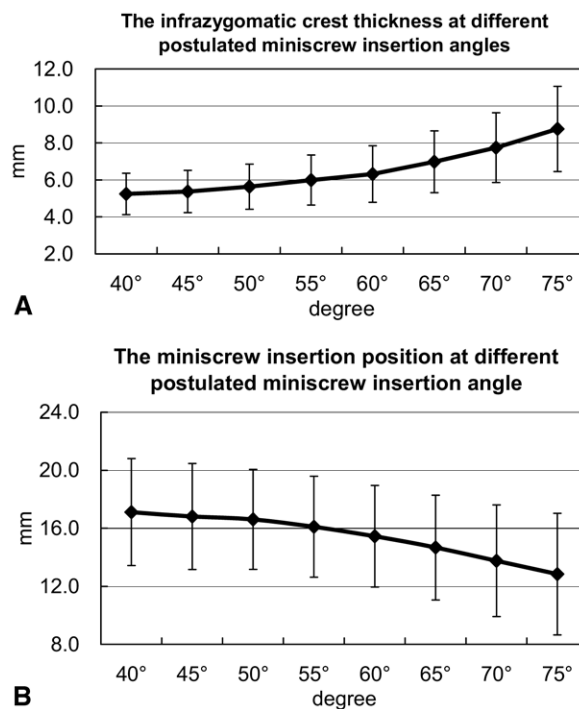 The infrazygomatic crest thickness at different
postulated miniscrew insertion angles
12.0
10.0
8.0
6.0
4.0
2.0
mm
40° 45° 50° 55° 60° 65° 70° 75°
degree
A
The miniscrew insertion position at different
postulated miniscrew insertion angle
24.0
20.0
16.0
12.0
8.0
mm
40° 45° 50° 55° 60° 65° 70° 75°
degree
B